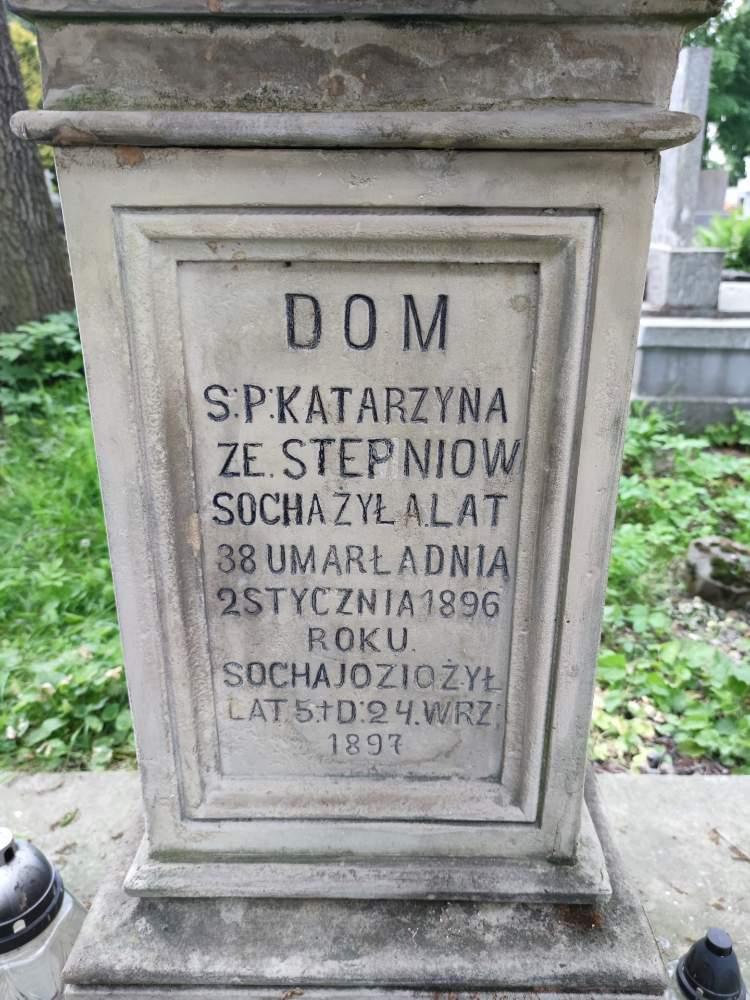 DOM
S:P:KATARZYNA
ZE. STEPNIOW
SOCHA ŻYŁA.LAT
38 UMARŁA DNIA
2 STYCZNIA 1896
ROKU.
SOCHA JOZIO ŻYŁ
LAT 5.†D:24.WRZ:
1897